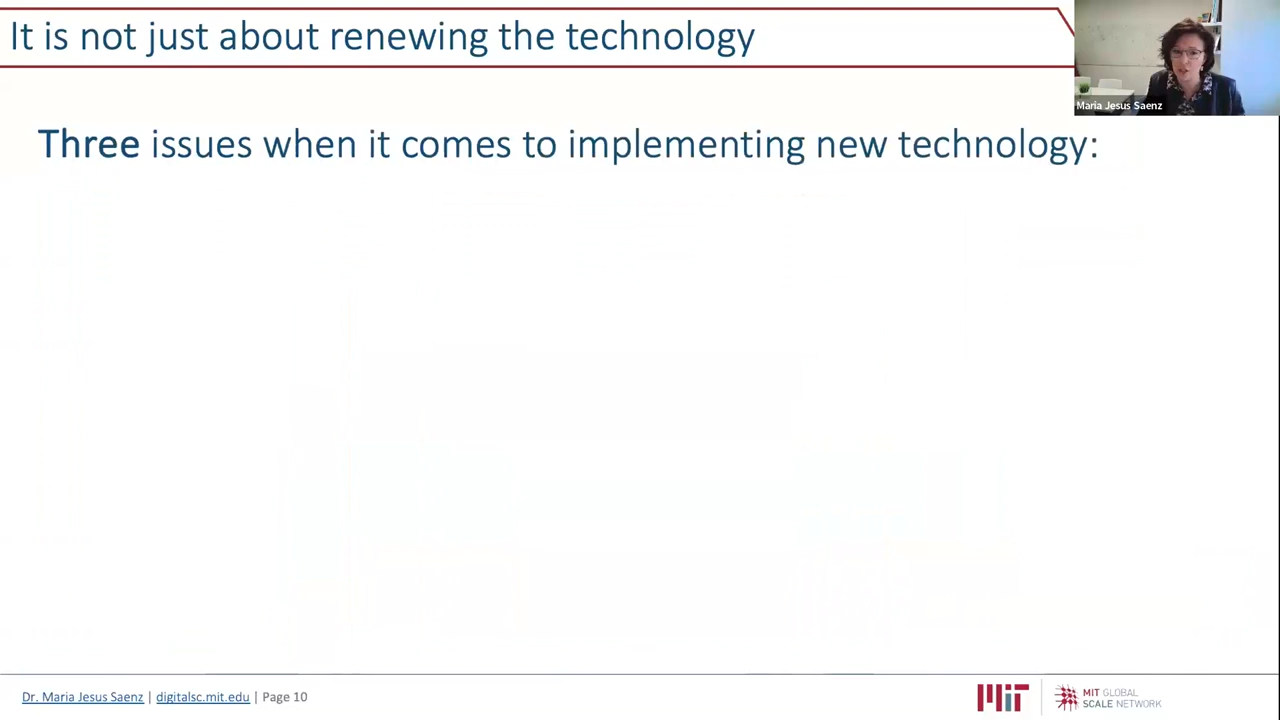 It is not just about renewing the technology
Maria Jesus Saenz
Three issues when it comes to implementing new technology:
Dr. Maria Jesus Saenz | digitalsc.mit.edu | Page 10
MIT
MIT GLOBAL
SCALE NETWORK